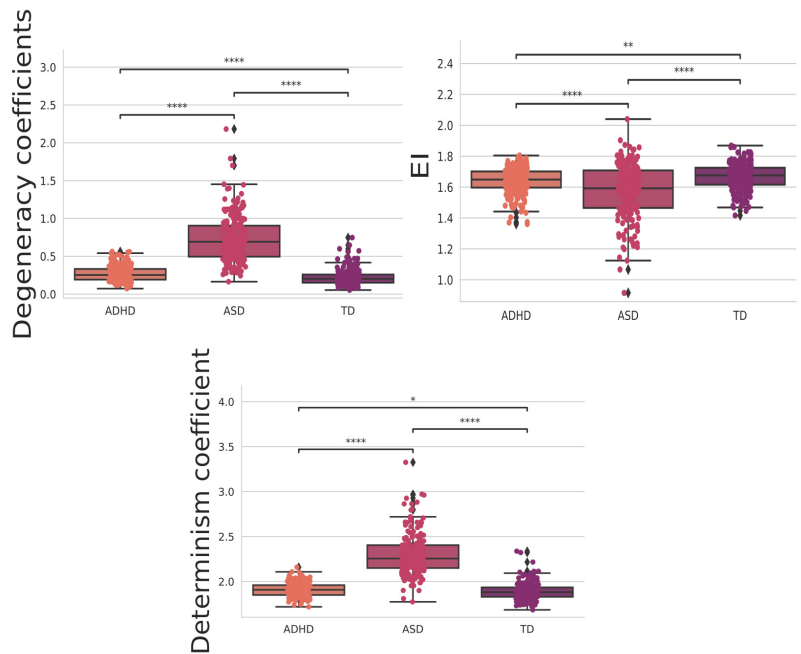 Degeneracy coefficients
3.0
2.5
2.0
1.5
1.0
0.5
0.0
****
****
****
ADHD
ASD
TD
EI
2.4
2.2
2.0
1.8
1.6
1.4
1.2
1.0
**
****
****
ADHD
ASD
TD
Determinism coefficient
4.0
3.5
3.0
2.5
2.0
*
****
****
ADHD
ASD
TD